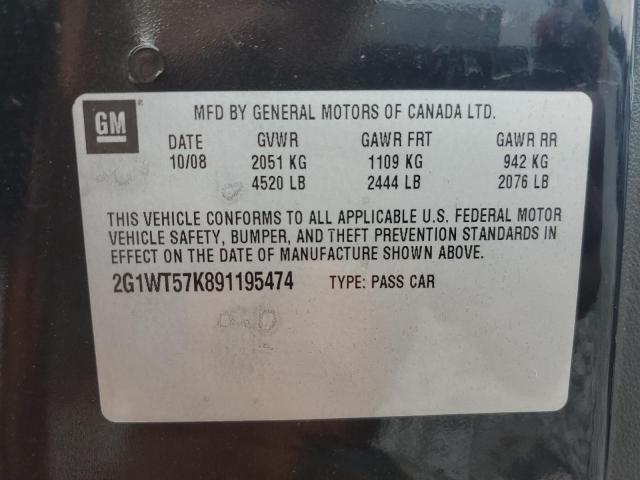 GM
MFD BY GENERAL MOTORS OF CANADA LTD.
DATE GVWR GAWR FRT GAWR RR
10/08 2051 KG 1109 KG 942 KG
4520 LB 2444 LB 2076 LB
THIS VEHICLE CONFORMS TO ALL APPLICABLE U.S. FEDERAL MOTOR
VEHICLE SAFETY, BUMPER, AND THEFT PREVENTION STANDARDS IN
EFFECT ON THE DATE OF MANUFACTURE SHOWN ABOVE.
2G1WT57K891195474 TYPE: PASS CAR